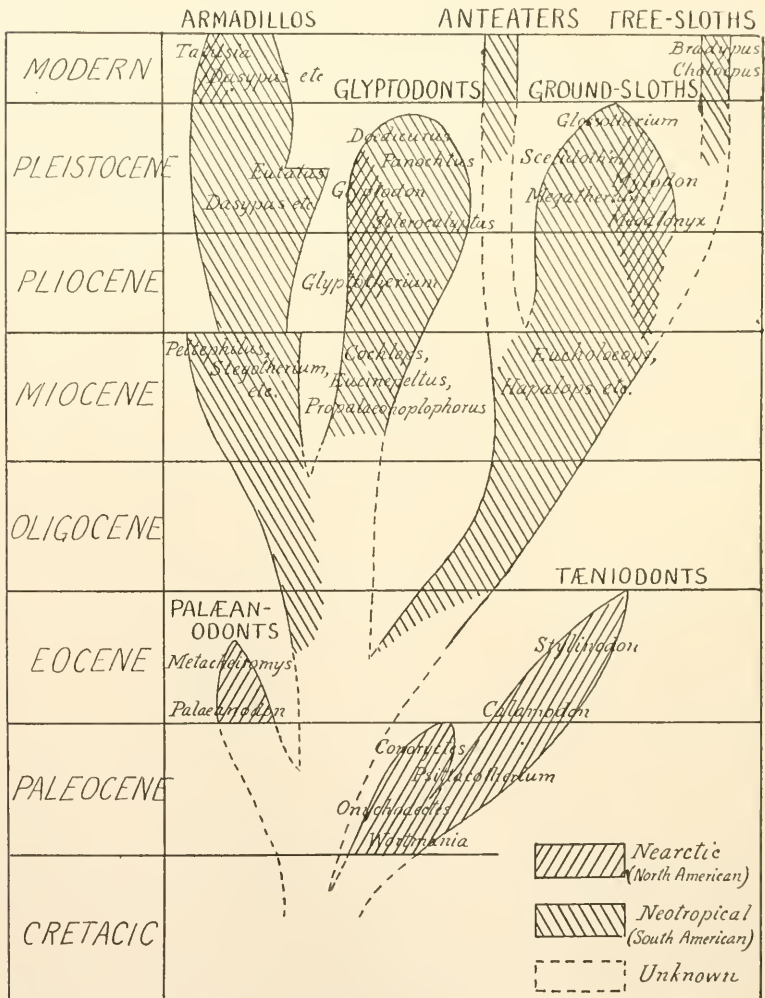 ARMADILLOS
ANTEATERS
TREE-SLOTHS
MODERN
Tatusia
Dasypus etc
GLYPTODONTS
GROUND-SLOTHS
Bradypus
Choloepus
PLEISTOCENE
Eutatus
Dasypus etc.
Doedicurus
Panochtus
Glyptodon
Sclerocalyptus
Glossotherium
Scelidothm.
Mylodon
Megatherium
Megalonyx
PLIOCENE
Glyptotherium
MIOCENE
Peltephilus,
Stegotherium,
etc.
Cochlops,
Eucinepeltus,
Propalaeohoplophorus
Eucholoeops,
Hapalops etc.
OLIGOCENE
TÆNIODONTS
EOCENE
PALÆAN-
ODONTS
Metacheiromys
Palaeanodon
Stylinodon
Calamodon
PALEOCENE
Conoryctes
Psittacotherium
Onychodectes
Wortmania
CRETACIC
Nearctic
(North American)
Neotropical
(South American)
Unknown